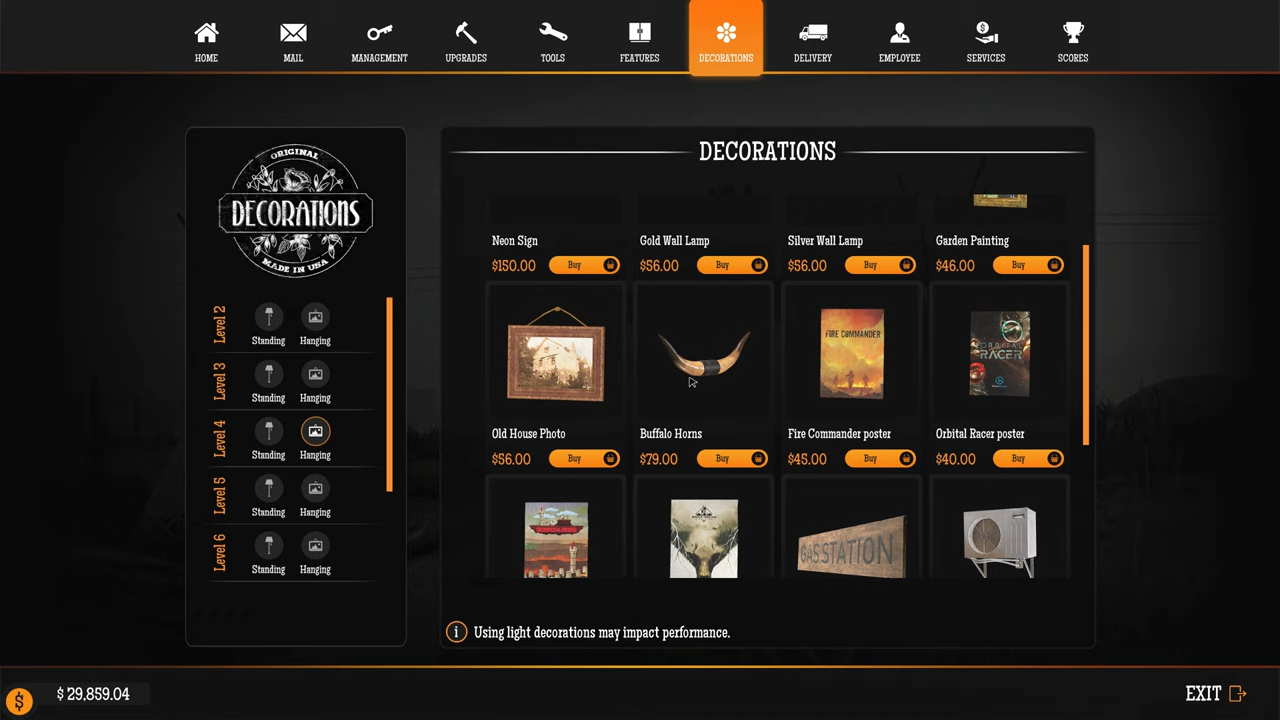 HOME
MAIL
MANAGEMENT
UPGRADES
TOOLS
FEATURES
DECORATIONS
DELIVERY
EMPLOYEE
SERVICES
SCORES
ORIGINAL
DECORATIONS
MADE IN USA
Level 2
Standing
Hanging
Level 3
Standing
Hanging
Level 4
Standing
Hanging
Level 5
Standing
Hanging
Level 6
Standing
Hanging
DECORATIONS
Neon Sign
$150.00
Buy
Gold Wall Lamp
$56.00
Buy
Silver Wall Lamp
$56.00
Buy
Garden Painting
$46.00
Buy
Old House Photo
$56.00
Buy
Buffalo Horns
$79.00
Buy
FIRE COMMANDER
Fire Commander poster
$45.00
Buy
ORBITAL
RACER
Orbital Racer poster
$40.00
Buy
GAS STATION
i
Using light decorations may impact performance.
$
$ 29,859.04
EXIT